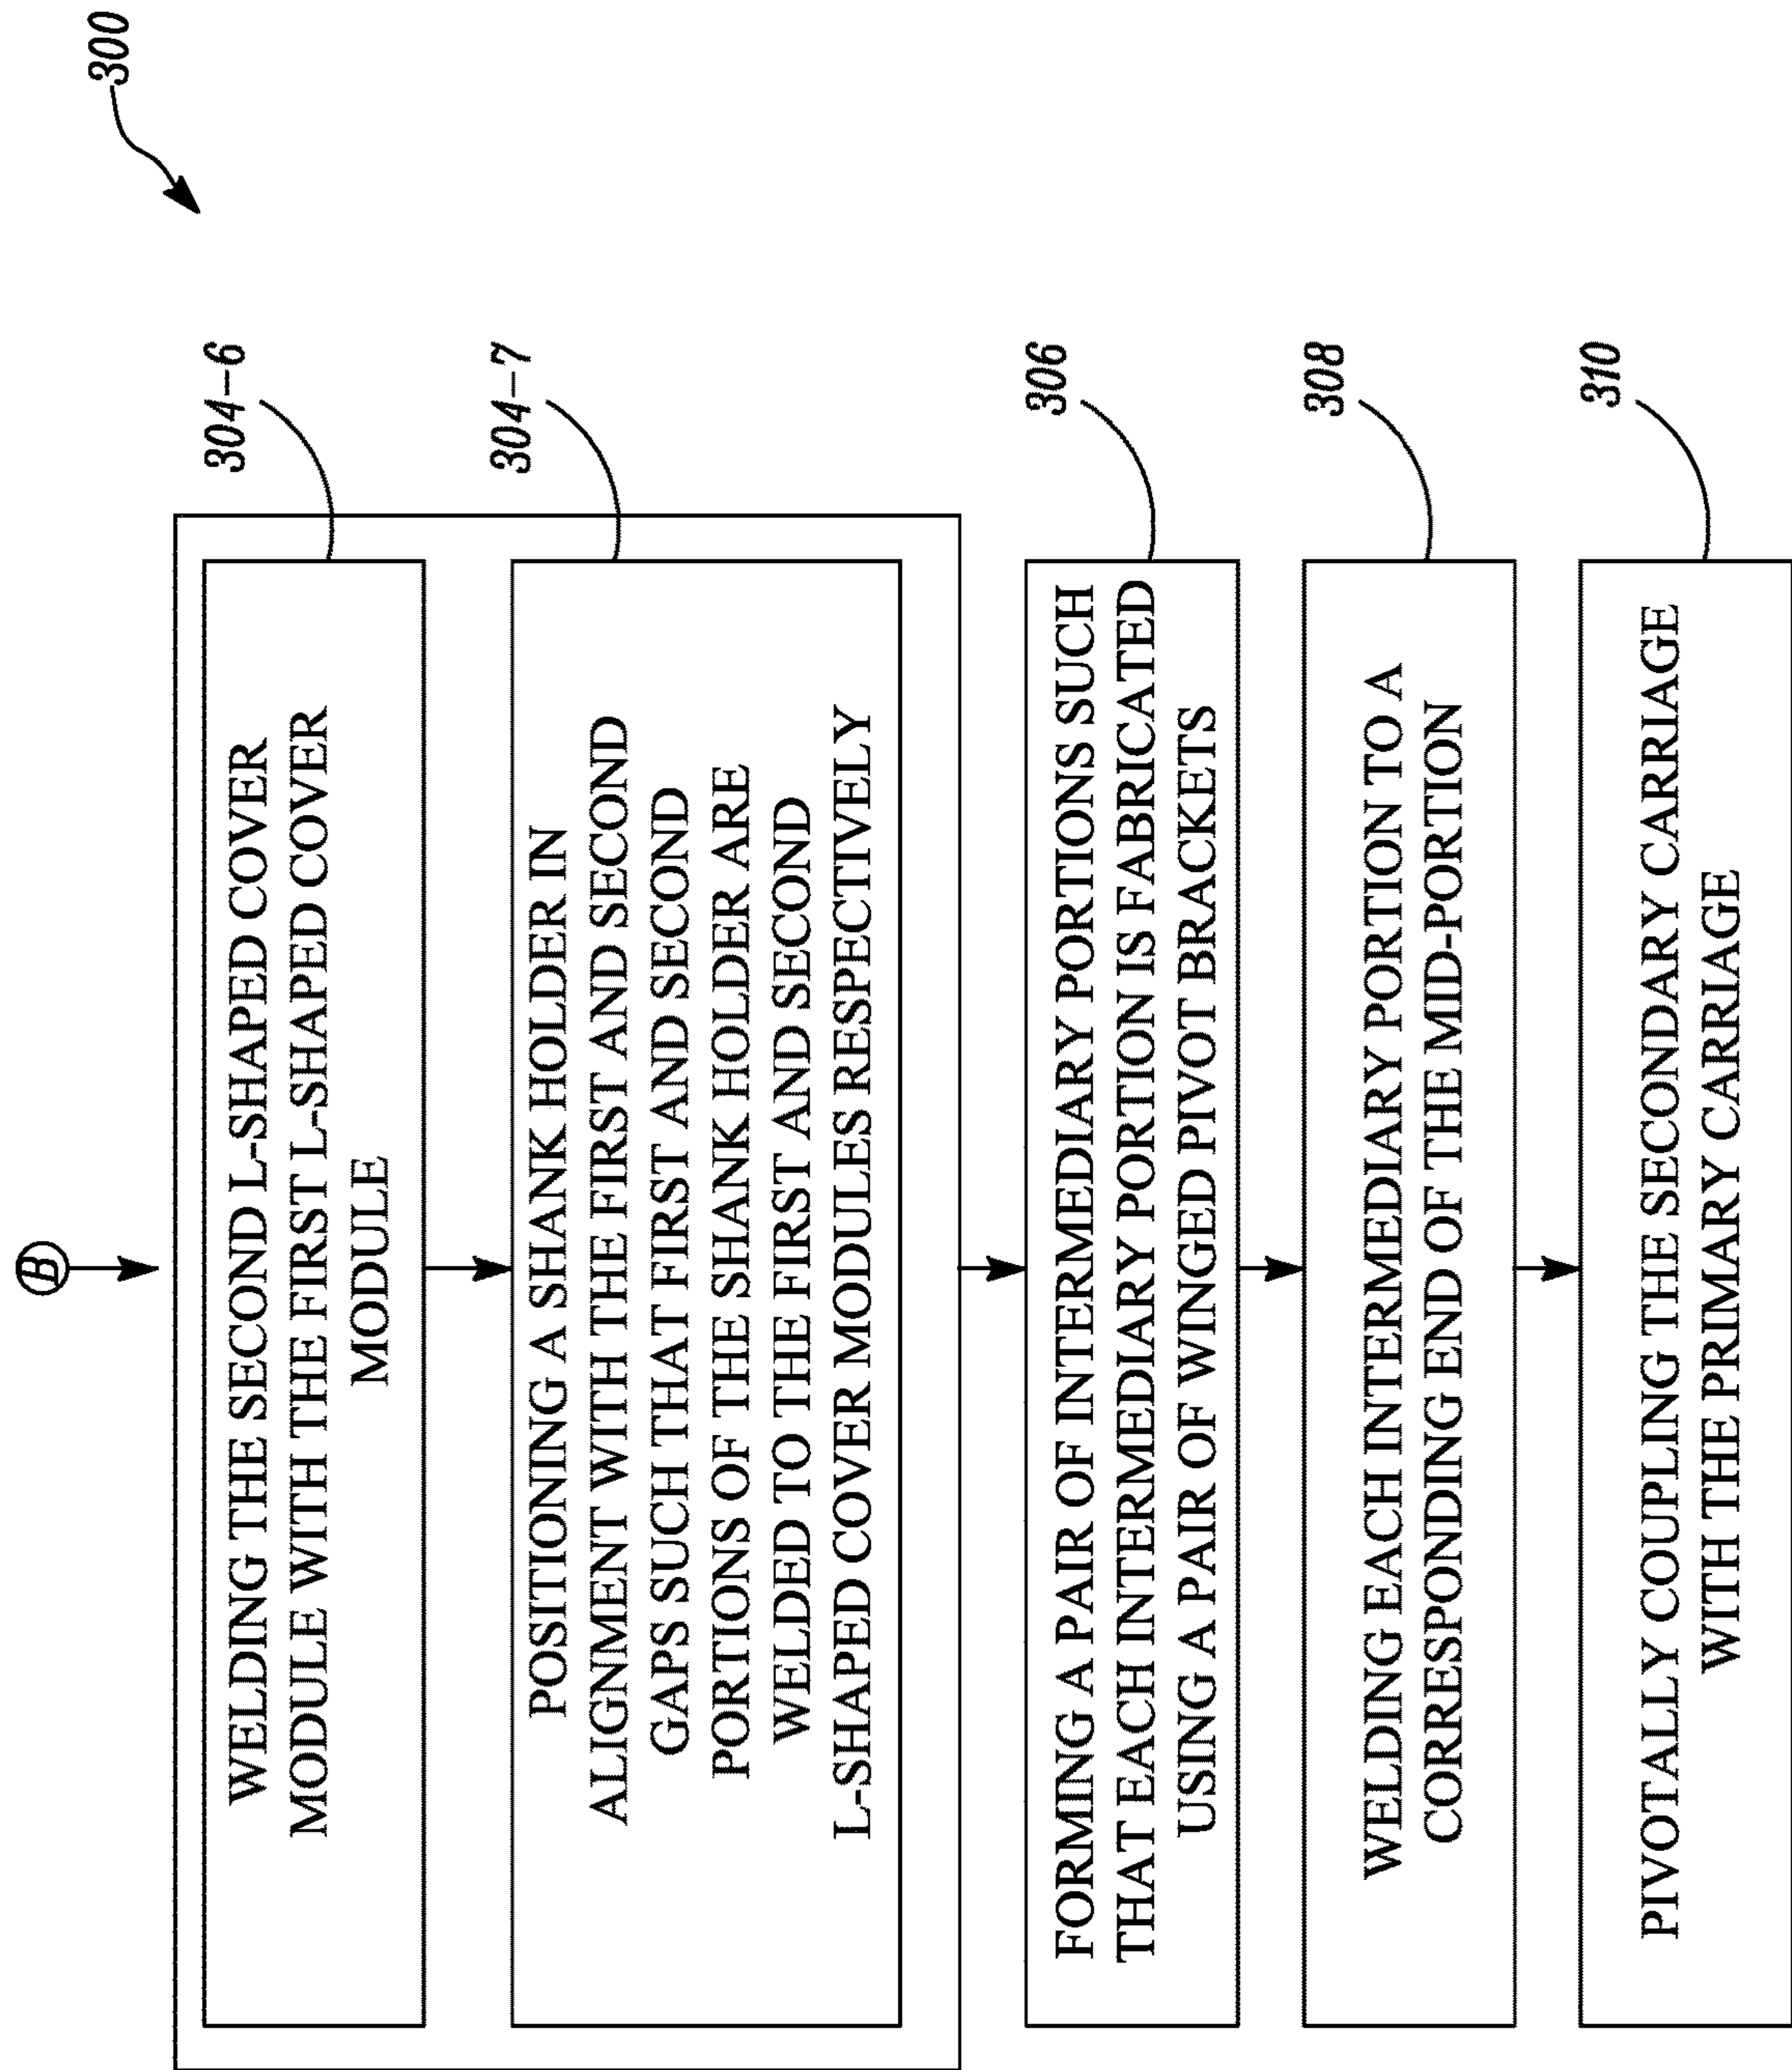 300
B
304-6
WELDING THE SECOND L-SHAPED COVER
MODULE WITH THE FIRST L-SHAPED COVER
MODULE
304-7
POSITIONING A SHANK HOLDER IN
ALIGNMENT WITH THE FIRST AND SECOND
GAPS SUCH THAT FIRST AND SECOND
PORTIONS OF THE SHANK HOLDER ARE
WELDED TO THE FIRST AND SECOND
L-SHAPED COVER MODULES RESPECTIVELY
306
FORMING A PAIR OF INTERMEDIARY PORTIONS SUCH
THAT EACH INTERMEDIARY PORTION IS FABRICATED
USING A PAIR OF WINGED PIVOT BRACKETS
308
WELDING EACH INTERMEDIARY PORTION TO A
CORRESPONDING END OF THE MID-PORTION
310
PIVOTALLY COUPLING THE SECONDARY CARRIAGE
WITH THE PRIMARY CARRIAGE